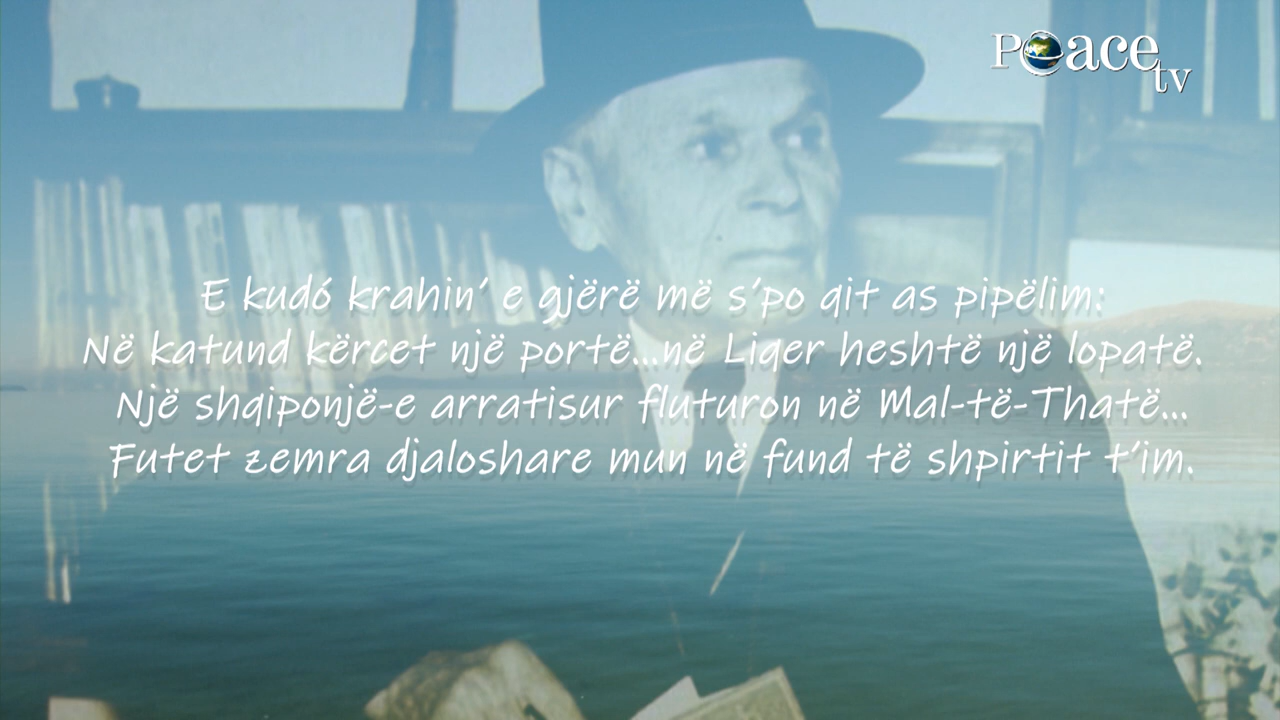 Peace
tv
E kudó krahin' e gjërë më s'po qit as pipëlim:
Në katund kërcet një portë...në Liqer heshtë një lopatë.
Një shqiponjë-e arratisur fluturon në Mal-të-Thatë...
Futet zemra djaloshare mun në fund të shpirtit t'im.